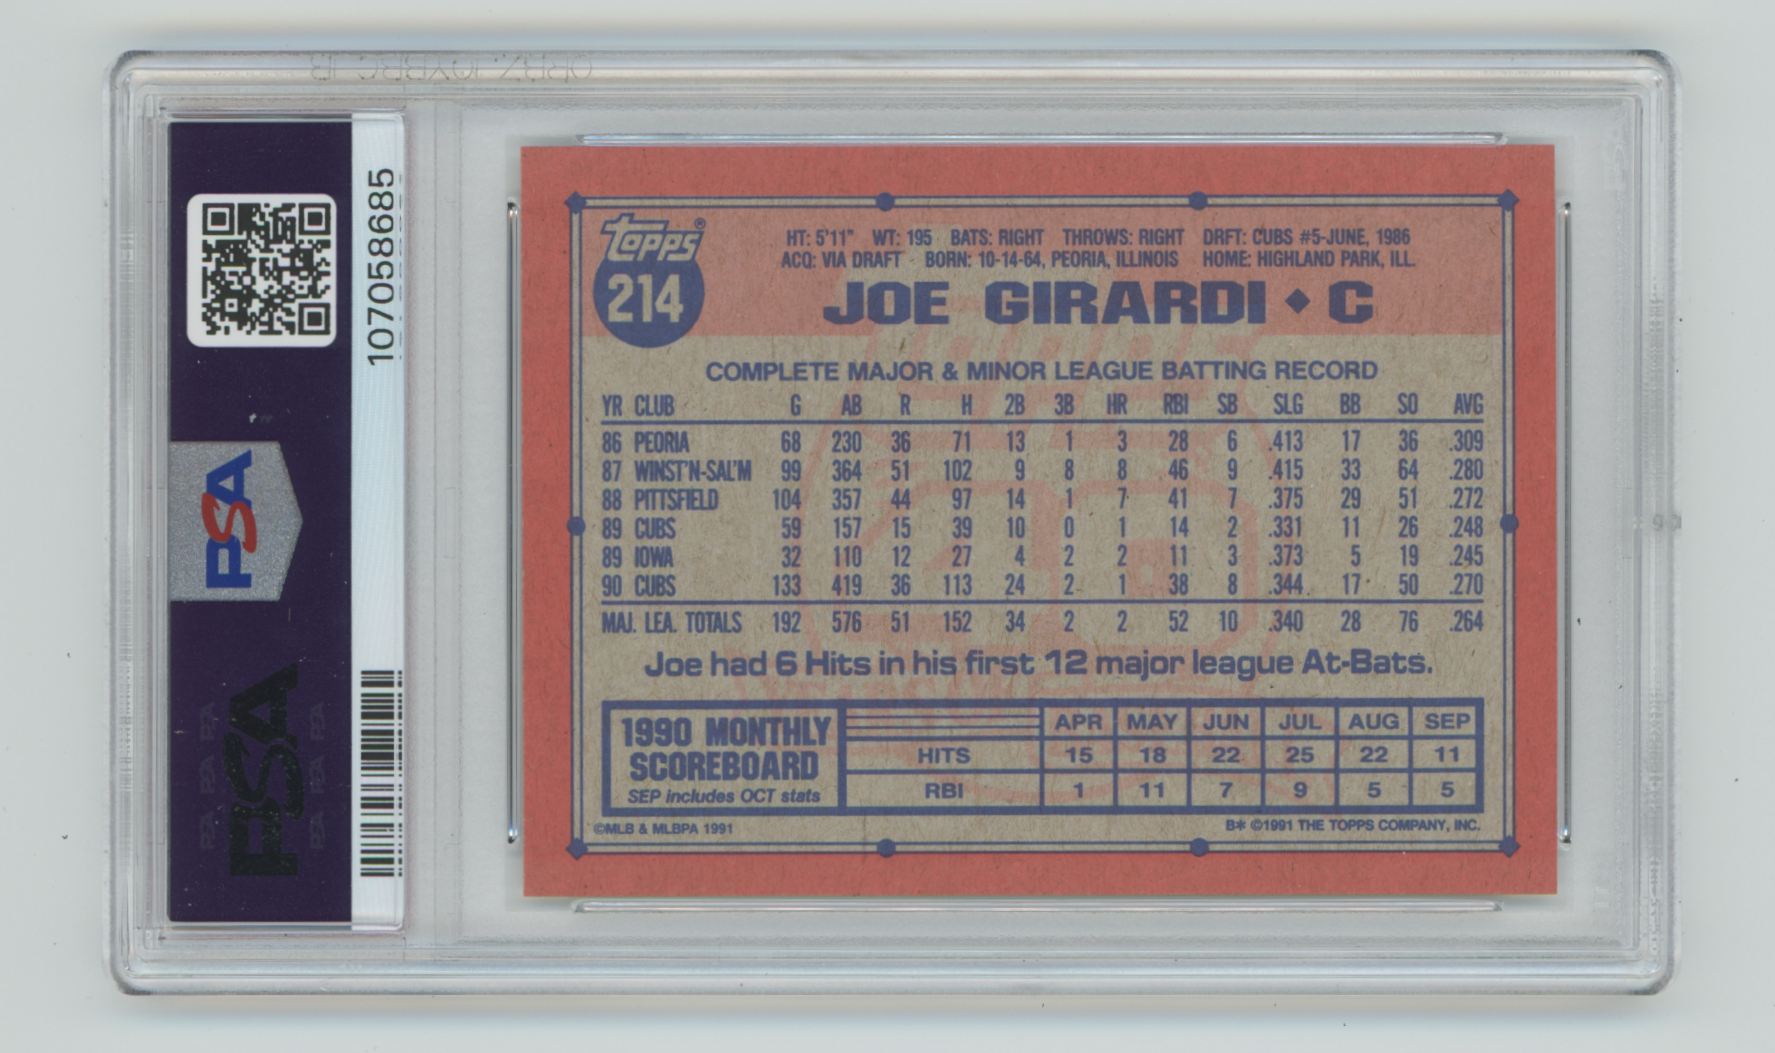 107058685
PSA
PSA
topps®
214
HT: 5'11" WT: 195 BATS: RIGHT THROWS: RIGHT DRFT: CUBS #5-JUNE, 1986
ACQ: VIA DRAFT BORN: 10-14-64, PEORIA, ILLINOIS HOME: HIGHLAND PARK, ILL.
JOE GIRARDI ◆ C
COMPLETE MAJOR & MINOR LEAGUE BATTING RECORD
YR CLUB G AB R H 2B 3B HR RBI SB SLG BB SO AVG
86 PEORIA 68 230 36 71 13 1 3 28 6 .413 17 36 .309
87 WINST'N-SAL'M 99 364 51 102 9 8 8 46 9 .415 33 64 .280
88 PITTSFIELD 104 357 44 97 14 1 7 41 7 .375 29 51 .272
89 CUBS 59 157 15 39 10 0 1 14 2 .331 11 26 .248
89 IOWA 32 110 12 27 4 2 2 11 3 .373 5 19 .245
90 CUBS 133 419 36 113 24 2 1 38 8 .344 17 50 .270
MAJ. LEA. TOTALS 192 576 51 152 34 2 2 52 10 .340 28 76 .264
Joe had 6 Hits in his first 12 major league At-Bats.
1990 MONTHLY
SCOREBOARD
SEP includes OCT stats
APR MAY JUN JUL AUG SEP
HITS 15 18 22 25 22 11
RBI 1 11 7 9 5 5
©MLB & MLBPA 1991
B* ©1991 THE TOPPS COMPANY, INC.